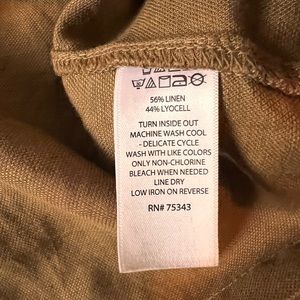 56% LINEN
44% LYOCELL
TURN INSIDE OUT
MACHINE WASH COOL
- DELICATE CYCLE
WASH WITH LIKE COLORS
ONLY NON-CHLORINE
BLEACH WHEN NEEDED
LINE DRY
LOW IRON ON REVERSE
RN# 75343